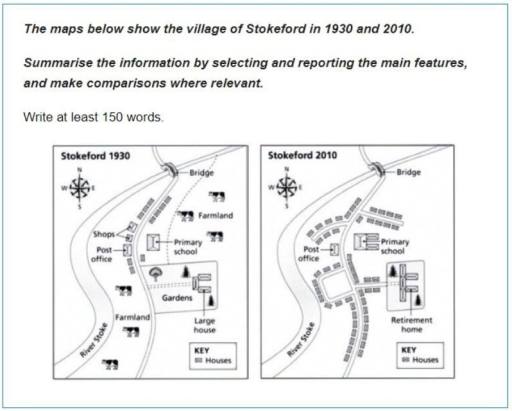 The maps below show the village of Stokeford in 1930 and 2010.
Summarise the information by selecting and reporting the main features,
and make comparisons where relevant.
Write at least 150 words.
Stokeford 1930
N
W
E
S
Bridge
Shops
Farmland
Post
office
Primary
school
Gardens
Farmland
Large
house
River Stoke
KEY
Houses
Stokeford 2010
N
W
E
S
Bridge
Post
office
Primary
school
Retirement
home
River Stoke
KEY
Houses